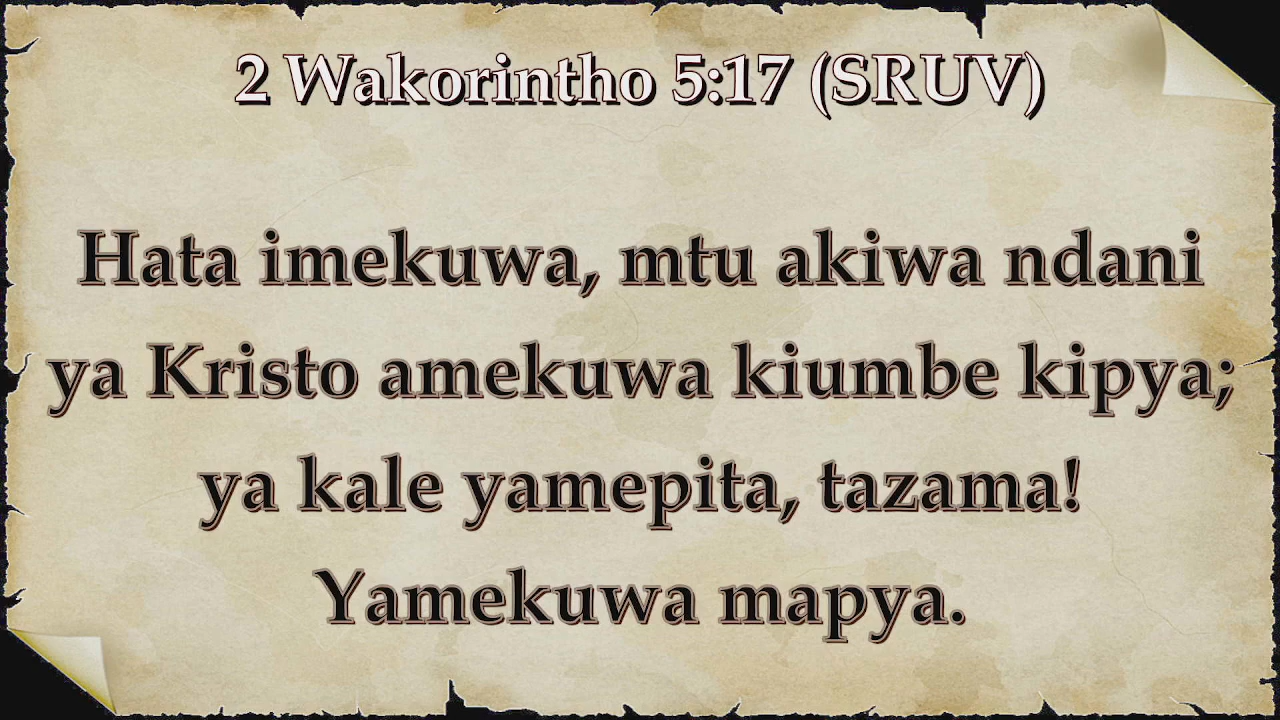 2 Wakorintho 5:17 (SRUV)
Hata imekuwa, mtu akiwa ndani
ya Kristo amekuwa kiumbe kipya;
ya kale yamepita, tazama!
Yamekuwa mapya.